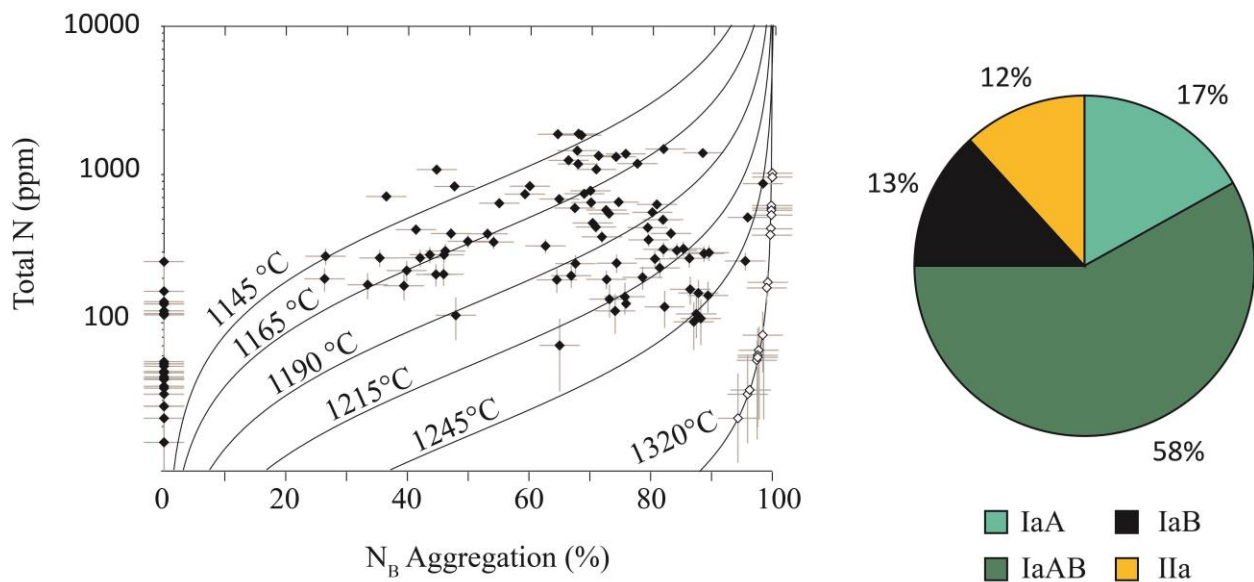 10000
1000
100
Total N (ppm)
1145 °C
1165 °C
1190 °C
1215°C
1245°C
1320°C
0 20 40 60 80 100
N_B Aggregation (%)
12%
17%
13%
58%
IaA IaB
IaAB IIa